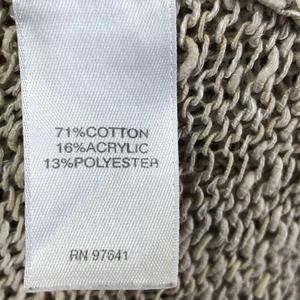 71%COTTON
16%ACRYLIC
13%POLYESTER
RN 97641